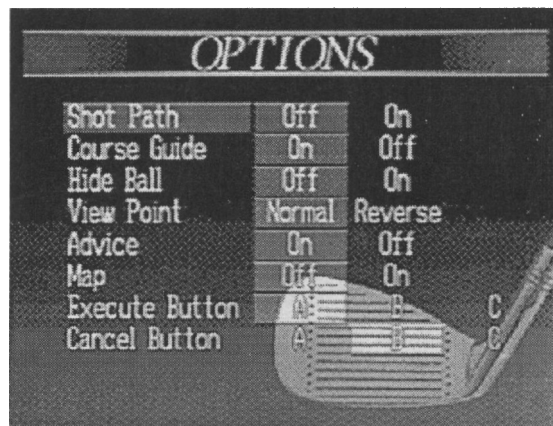 OPTIONS
Shot Path Off On
Course Guide On Off
Hide Ball Off On
View Point Normal Reverse
Advice On Off
Map Off On
Execute Button A B C
Cancel Button A B C